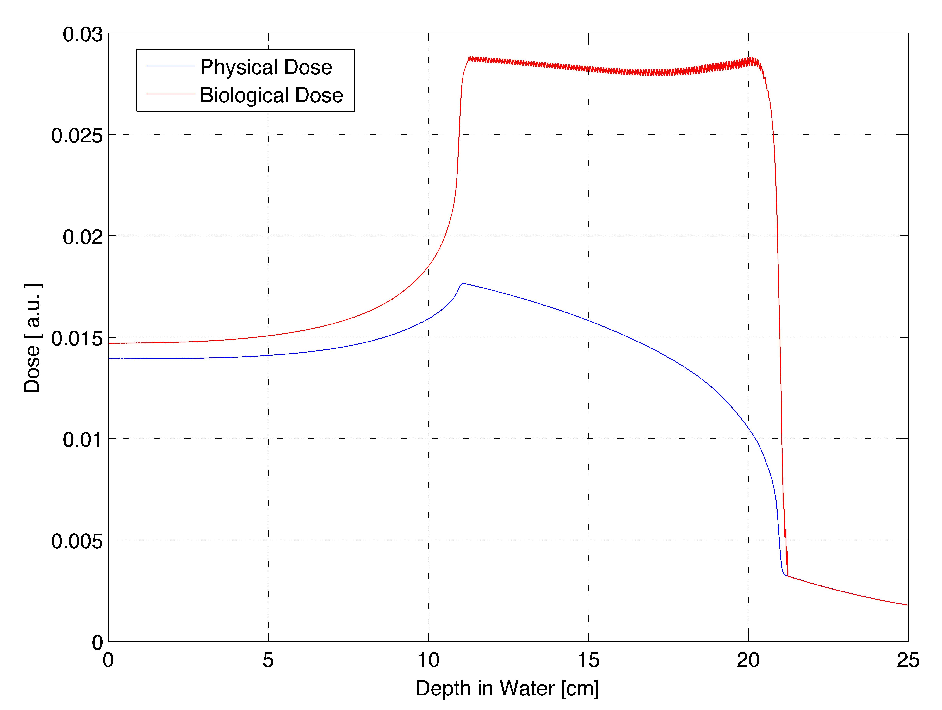 0.03
0.025
0.02
0.015
0.01
0.005
0
Dose [ a.u. ]
Physical Dose
Biological Dose
0 5 10 15 20 25
Depth in Water [cm]